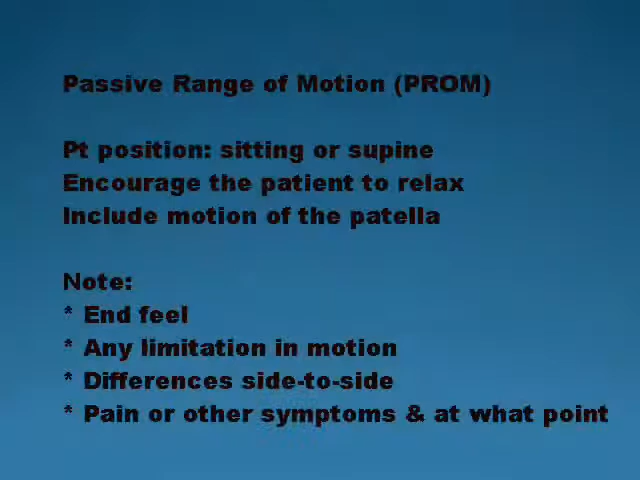 Passive Range of Motion (PROM)
Pt position: sitting or supine
Encourage the patient to relax
Include motion of the patella
Note:
* End feel
* Any limitation in motion
* Differences side-to-side
* Pain or other symptoms & at what point